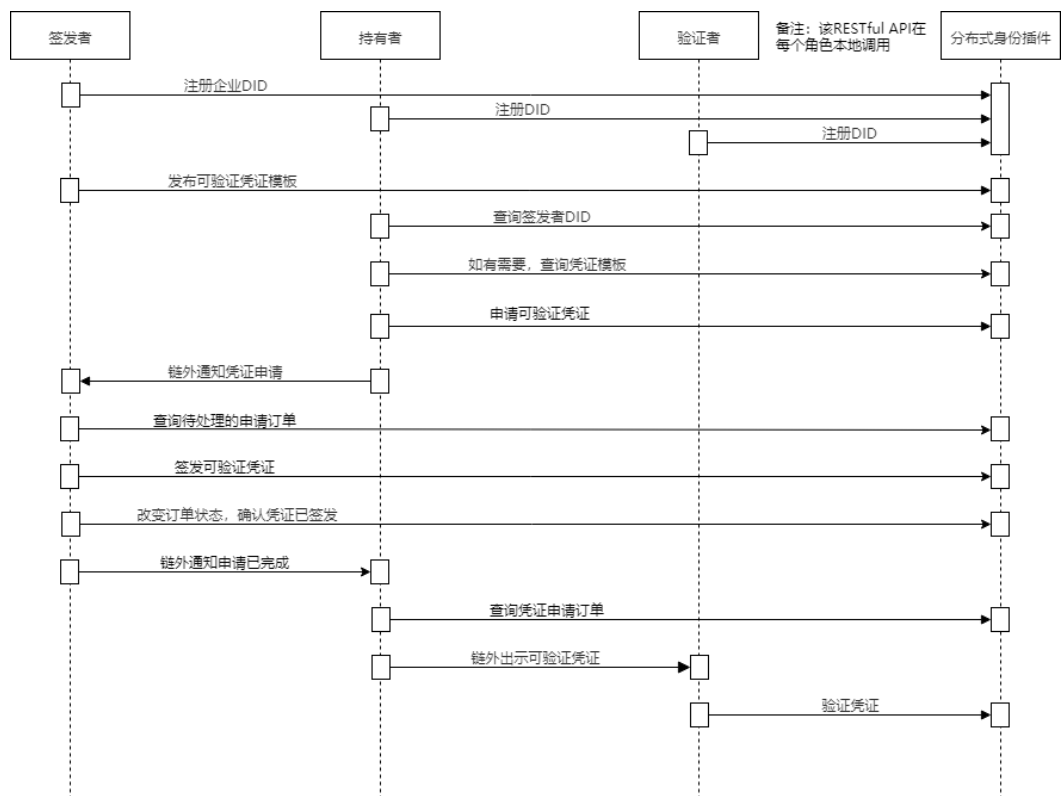 签发者
持有者
验证者
备注：该RESTful API在
每个角色本地调用
分布式身份插件
注册企业DID
注册DID
注册DID
发布可验证凭证模板
查询签发者DID
如有需要，查询凭证模板
申请可验证凭证
链外通知凭证申请
查询待处理的申请订单
签发可验证凭证
改变订单状态，确认凭证已签发
链外通知申请已完成
查询凭证申请订单
链外出示可验证凭证
验证凭证